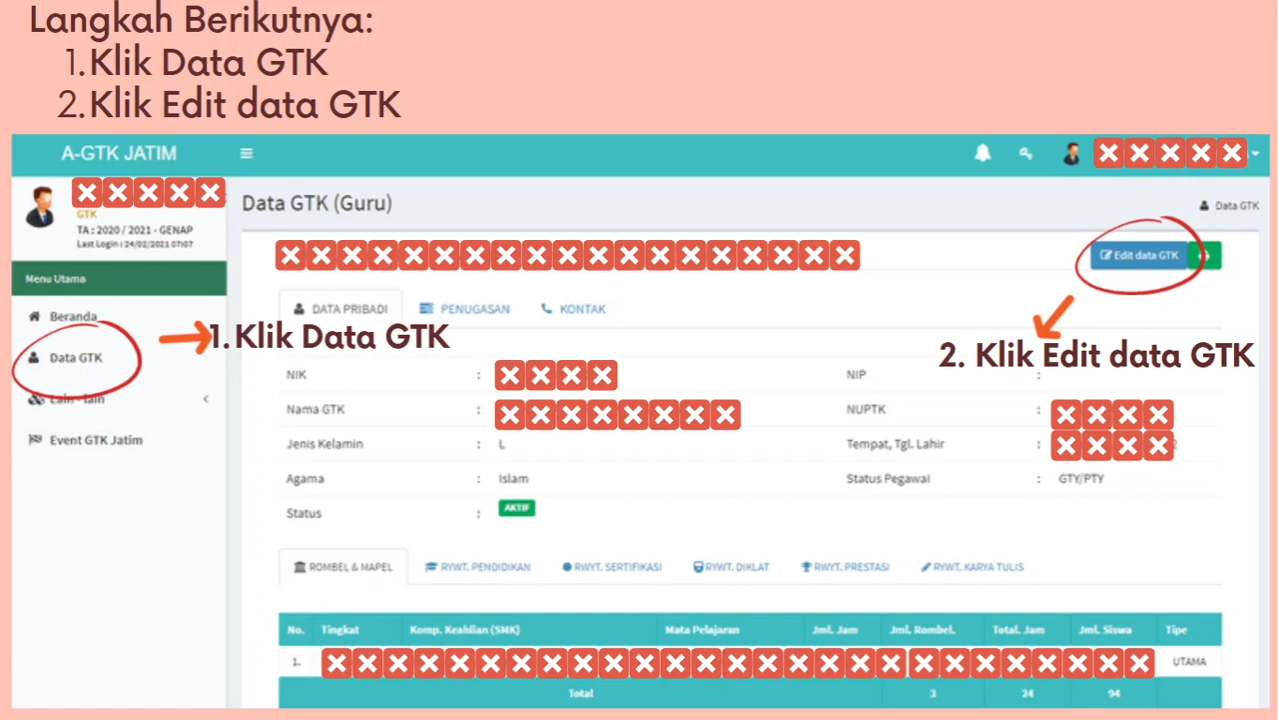 Langkah Berikutnya:
1. Klik Data GTK
2. Klik Edit data GTK
A-GTK JATIM
GTK
TA : 2020 / 2021 - GENAP
Last Login : 24/02/2021 07:07
Data GTK (Guru)
Data GTK
Menu Utama
Edit data GTK
Beranda
DATA PRIBADI PENUGASAN KONTAK
1. Klik Data GTK
Data GTK
2. Klik Edit data GTK
Lain - lain
Event GTK Jatim
NIK : NIP :
Nama GTK : NUPTK :
Jenis Kelamin : L Tempat, Tgl. Lahir :
Agama : Islam Status Pegawai : GTY/PTY
Status : AKTIF
ROMBEL & MAPEL RYWT. PENDIDIKAN RWYT. SERTIFIKASI RWYT. DIKLAT RWYT. PRESTASI RYWT. KARYA TULIS
No. Tingkat Komp. Keahlian (SMK) Mata Pelajaran Jml. Jam Jml. Rombel. Total. Jam Jml. Siswa Tipe
1. UTAMA
Total 3 24 94